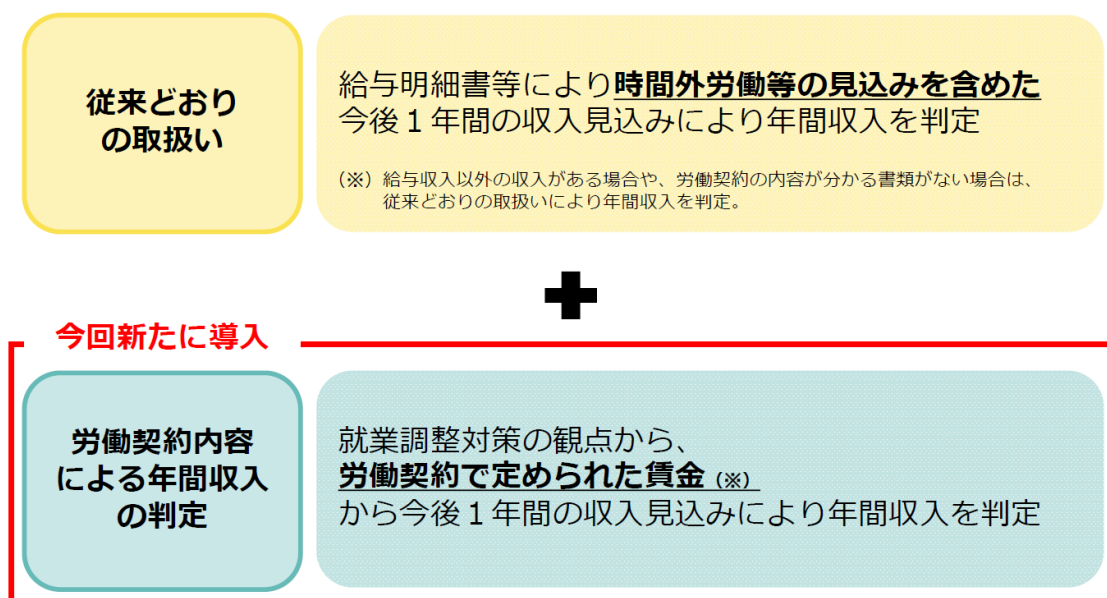 従来どおり
の取扱い
給与明細書等により時間外労働等の見込みを含めた
今後１年間の収入見込みにより年間収入を判定
（※）給与収入以外の収入がある場合や、労働契約の内容が分かる書類がない場合は、
従来どおりの取扱いにより年間収入を判定。
今回新たに導入
労働契約内容
による年間収入
の判定
就業調整対策の観点から、
労働契約で定められた賃金（※）
から今後１年間の収入見込みにより年間収入を判定